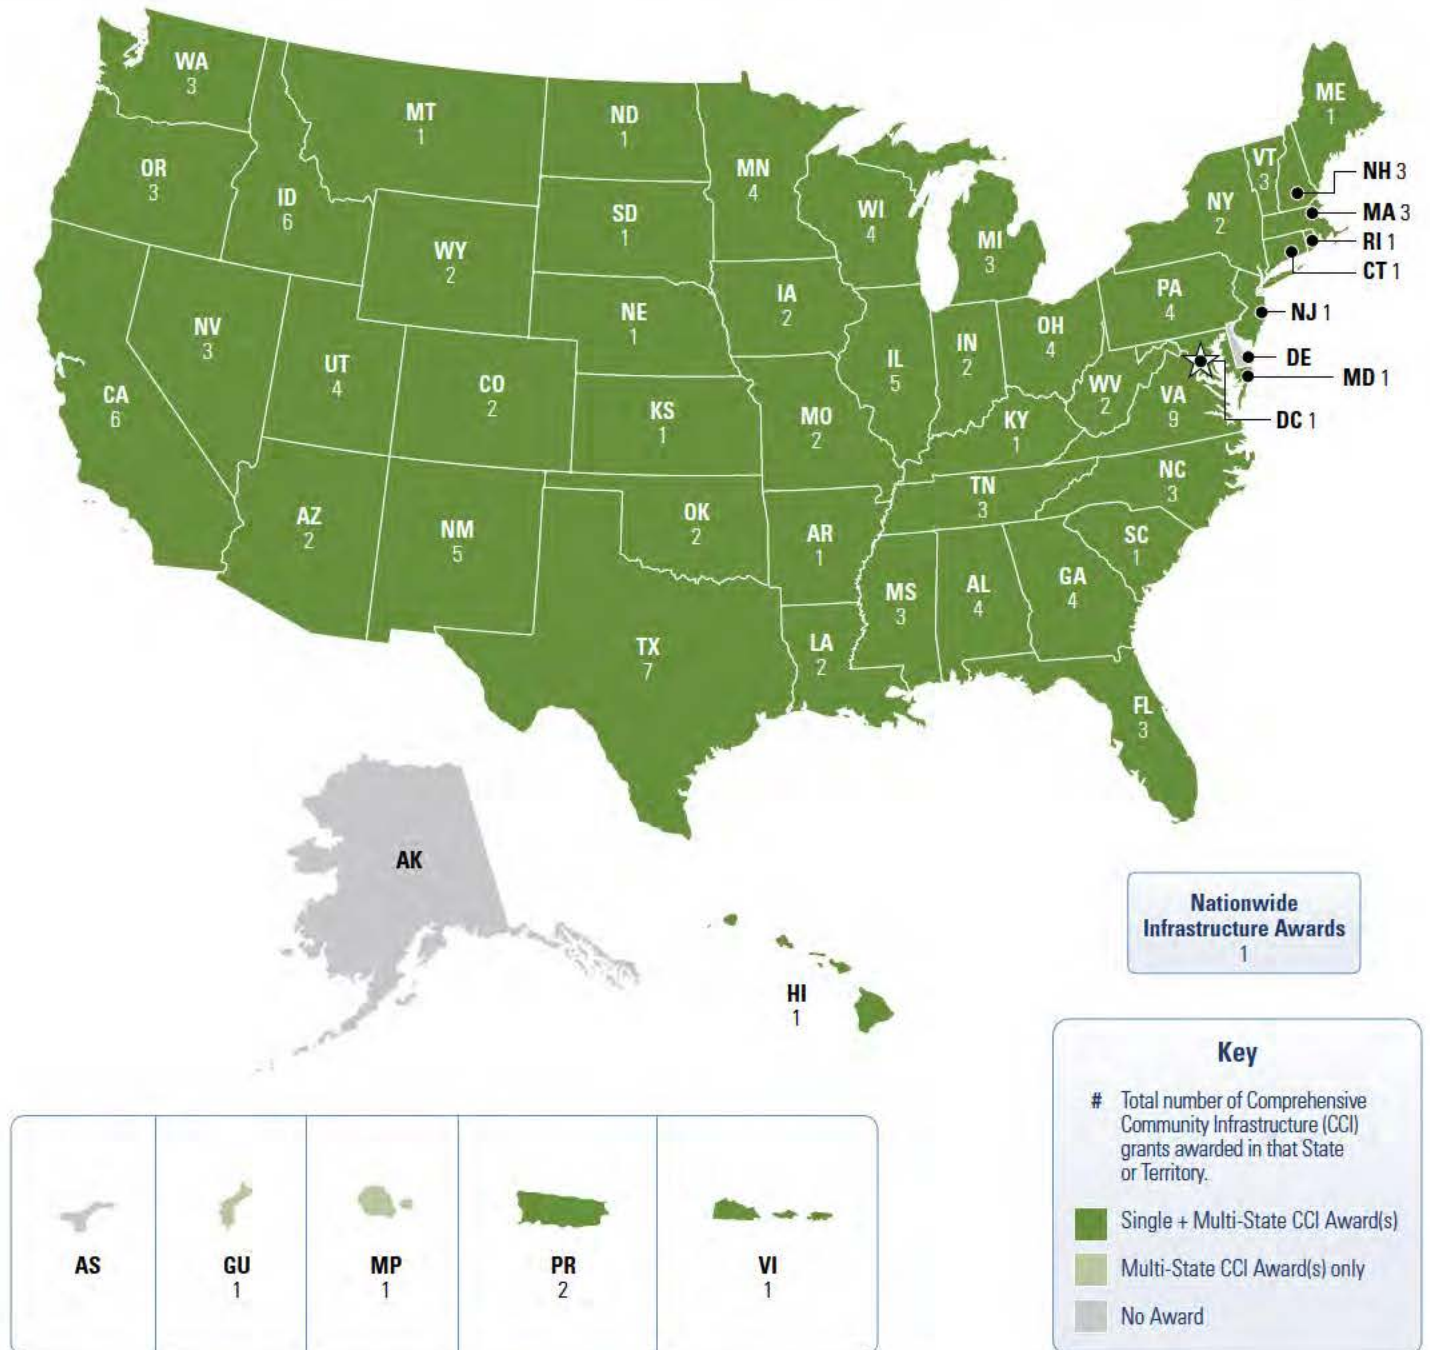 WA
3
MT
1
ND
1
ME
1
OR
3
ID
6
MN
4
VT
3
NH 3
WI
4
SD
1
NY
2
MA 3
WY
2
MI
3
RI 1
CT 1
IA
2
PA
4
NE
1
NJ 1
NV
3
OH
4
IN
2
IL
5
DE
UT
4
CO
2
MD 1
CA
6
WV
2
VA
9
KS
1
MO
2
KY
1
DC 1
NC
3
TN
3
AZ
2
NM
5
OK
2
AR
1
SC
1
MS
3
AL
4
GA
4
TX
7
LA
2
FL
3
AK
HI
1
Nationwide
Infrastructure Awards
1
Key
# Total number of Comprehensive
Community Infrastructure (CCI)
grants awarded in that State
or Territory.
Single + Multi-State CCI Award(s)
Multi-State CCI Award(s) only
No Award
AS
GU
1
MP
1
PR
2
VI
1